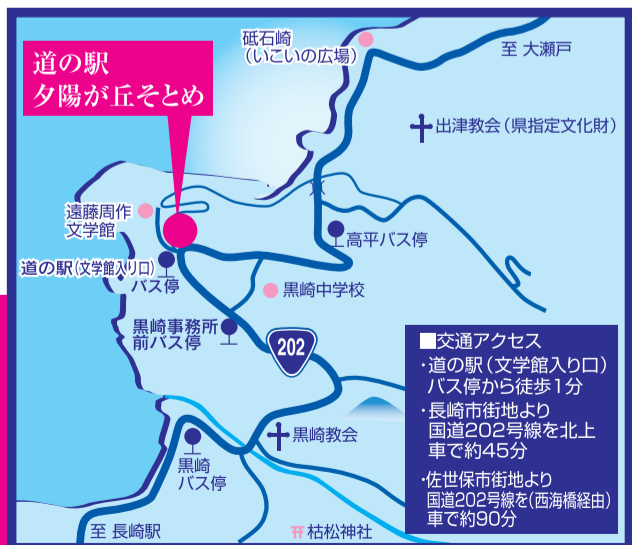 道の駅
夕陽が丘そとめ
砥石崎
（いこいの広場）
至 大瀬戸
出津教会（県指定文化財）
遠藤周作
文学館
高平バス停
道の駅（文学館入り口）
バス停
黒崎中学校
黒崎事務所
前バス停
202
黒崎教会
黒崎
バス停
至 長崎駅
枯松神社
■交通アクセス
・道の駅（文学館入り口）
バス停から徒歩1分
・長崎市街地より
国道202号線を北上
車で約45分
・佐世保市街地より
国道202号線を（西海橋経由）
車で約90分